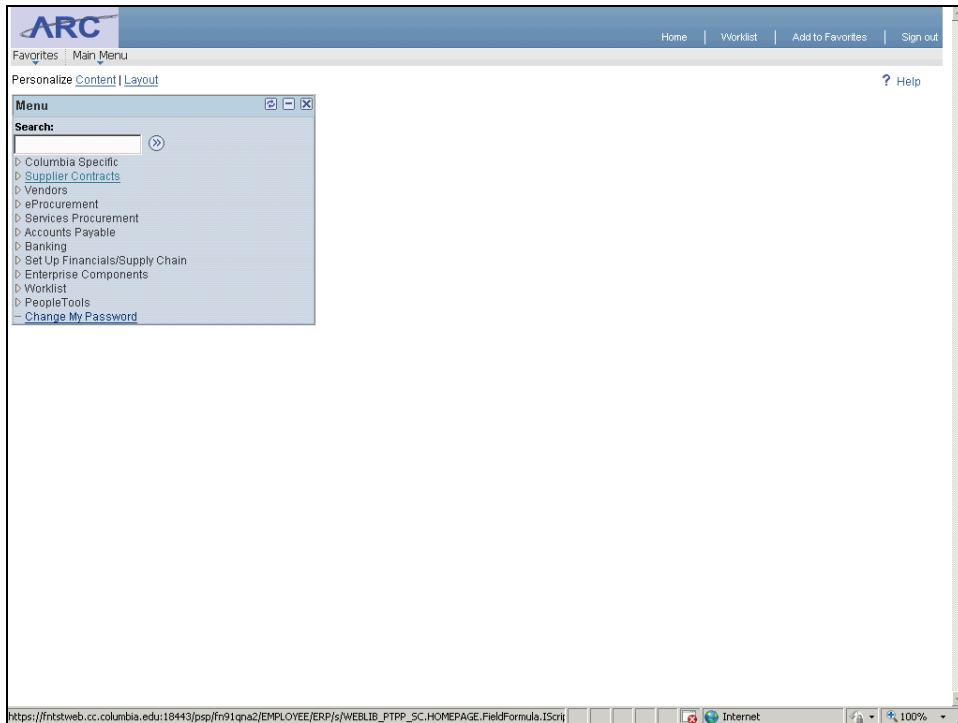 ARC
Home | Worklist | Add to Favorites | Sign out
Favorites Main Menu
Personalize Content | Layout
? Help
Menu
Search:
Columbia Specific
Supplier Contracts
Vendors
eProcurement
Services Procurement
Accounts Payable
Banking
Set Up Financials/Supply Chain
Enterprise Components
Worklist
PeopleTools
Change My Password
https://fntstweb.cc.columbia.edu:18443/psp/fn91qna2/EMPLOYEE/ERP/s/WEBLIB_PTPP_SC.HOMEPAGE.FieldFormula.IScrip Internet 100%